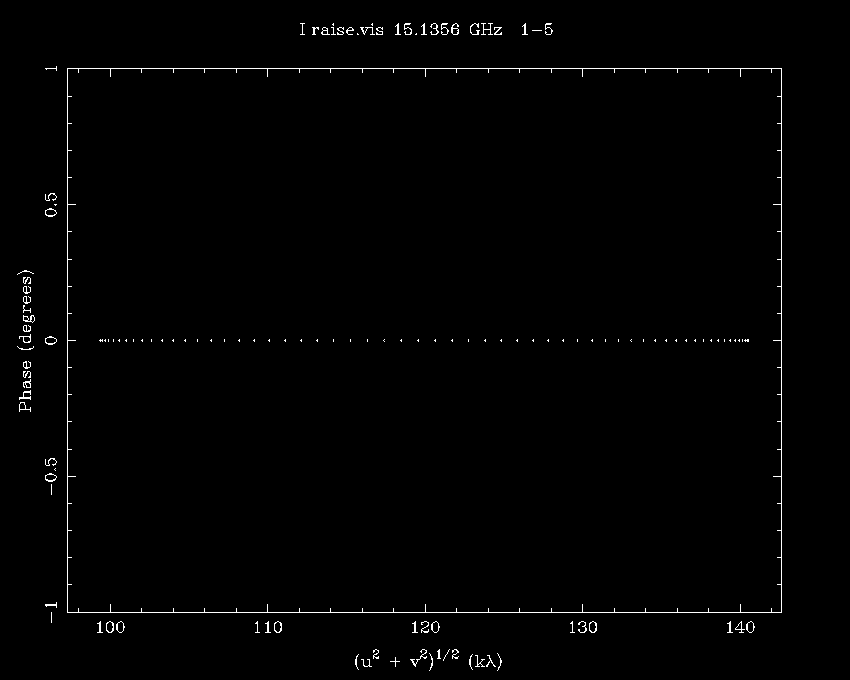 I raise.vis 15.1356 GHz 1−5
1
0.5
0
−0.5
−1
Phase (degrees)
100 110 120 130 140
(u² + v²)¹/² (kλ)